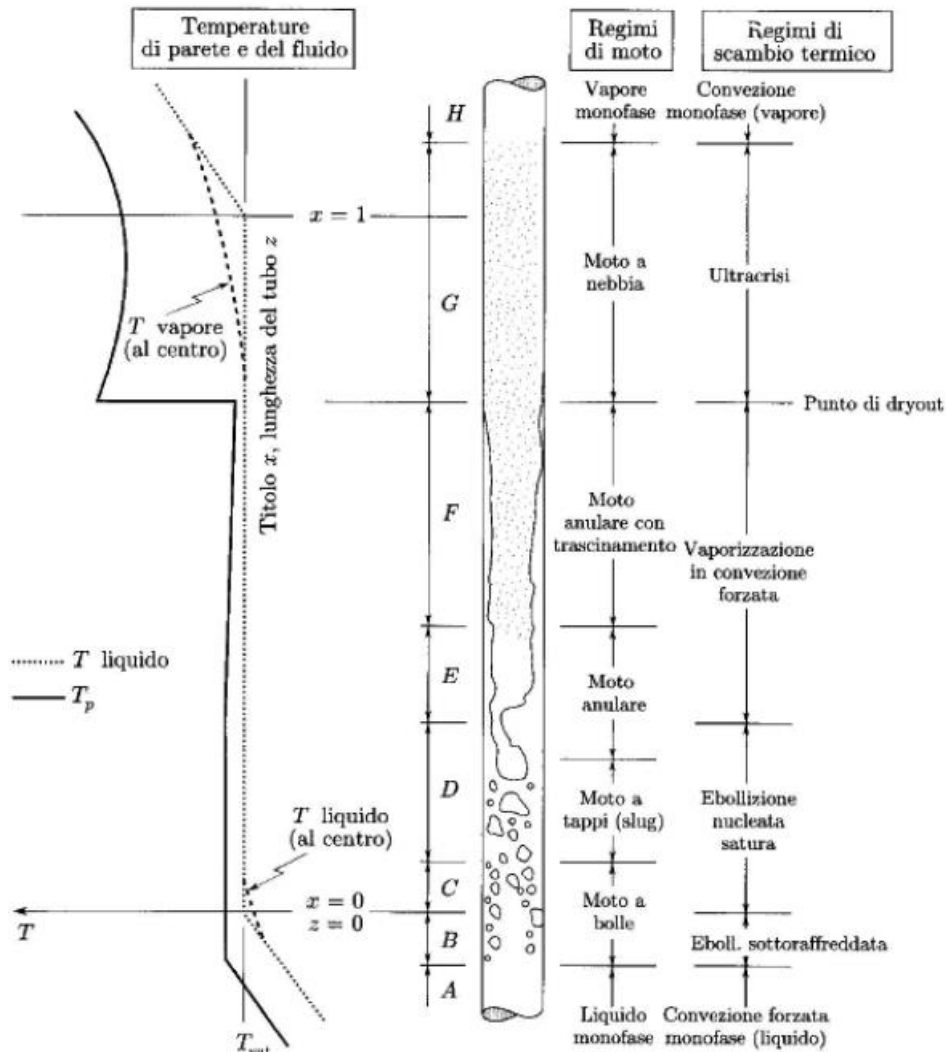 Temperature
di parete e del fluido
Regimi
di moto
Regimi di
scambio termico
H
Vapore
monofase
Convezione
monofase (vapore)
x = 1
G
Moto a
nebbia
Ultracrisi
T vapore
(al centro)
Titolo x, lunghezza del tubo z
Punto di dryout
F
Moto
anulare con
trascinamento
Vaporizzazione
in convezione
forzata
T liquido
T_p
E
Moto
anulare
D
Moto a
tappi (slug)
Ebollizione
nucleata
satura
T liquido
(al centro)
C
x = 0
z = 0
T
Moto a
bolle
B
Eboll. sottoraffreddata
A
Liquido
monofase
Convezione forzata
monofase (liquido)